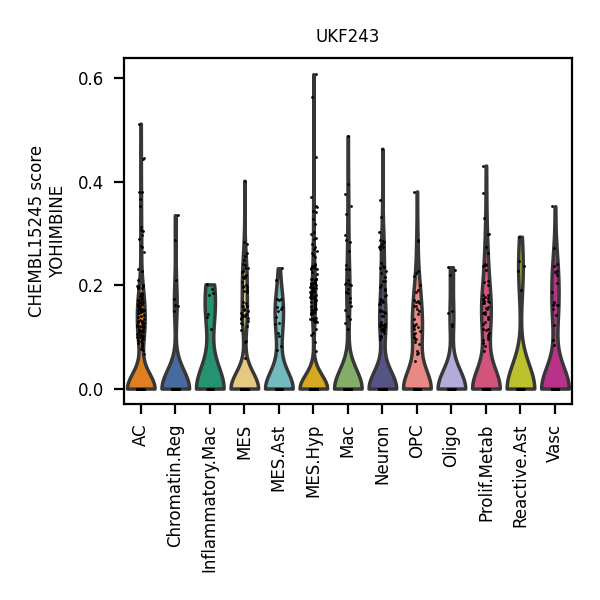 UKF243
CHEMBL15245 score
YOHIMBINE
0.6
0.4
0.2
0.0
AC
Chromatin.Reg
Inflammatory.Mac
MES
MES.Ast
MES.Hyp
Mac
Neuron
OPC
Oligo
Prolif.Metab
Reactive.Ast
Vasc